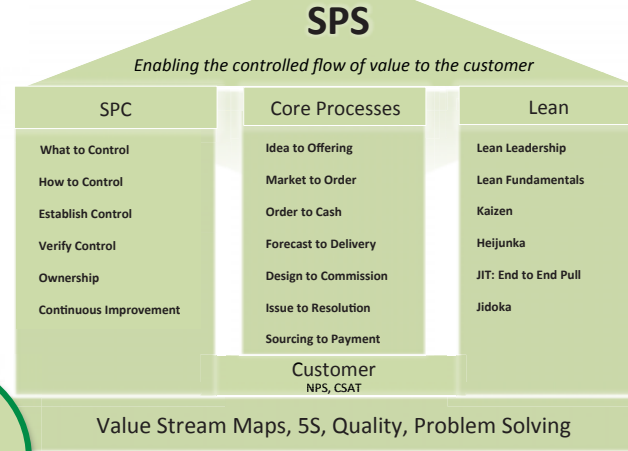 SPS
Enabling the controlled flow of value to the customer
SPC
What to Control
How to Control
Establish Control
Verify Control
Ownership
Continuous Improvement
Core Processes
Idea to Offering
Market to Order
Order to Cash
Forecast to Delivery
Design to Commission
Issue to Resolution
Sourcing to Payment
Lean
Lean Leadership
Lean Fundamentals
Kaizen
Heijunka
JIT: End to End Pull
Jidoka
Customer
NPS, CSAT
Value Stream Maps, 5S, Quality, Problem Solving